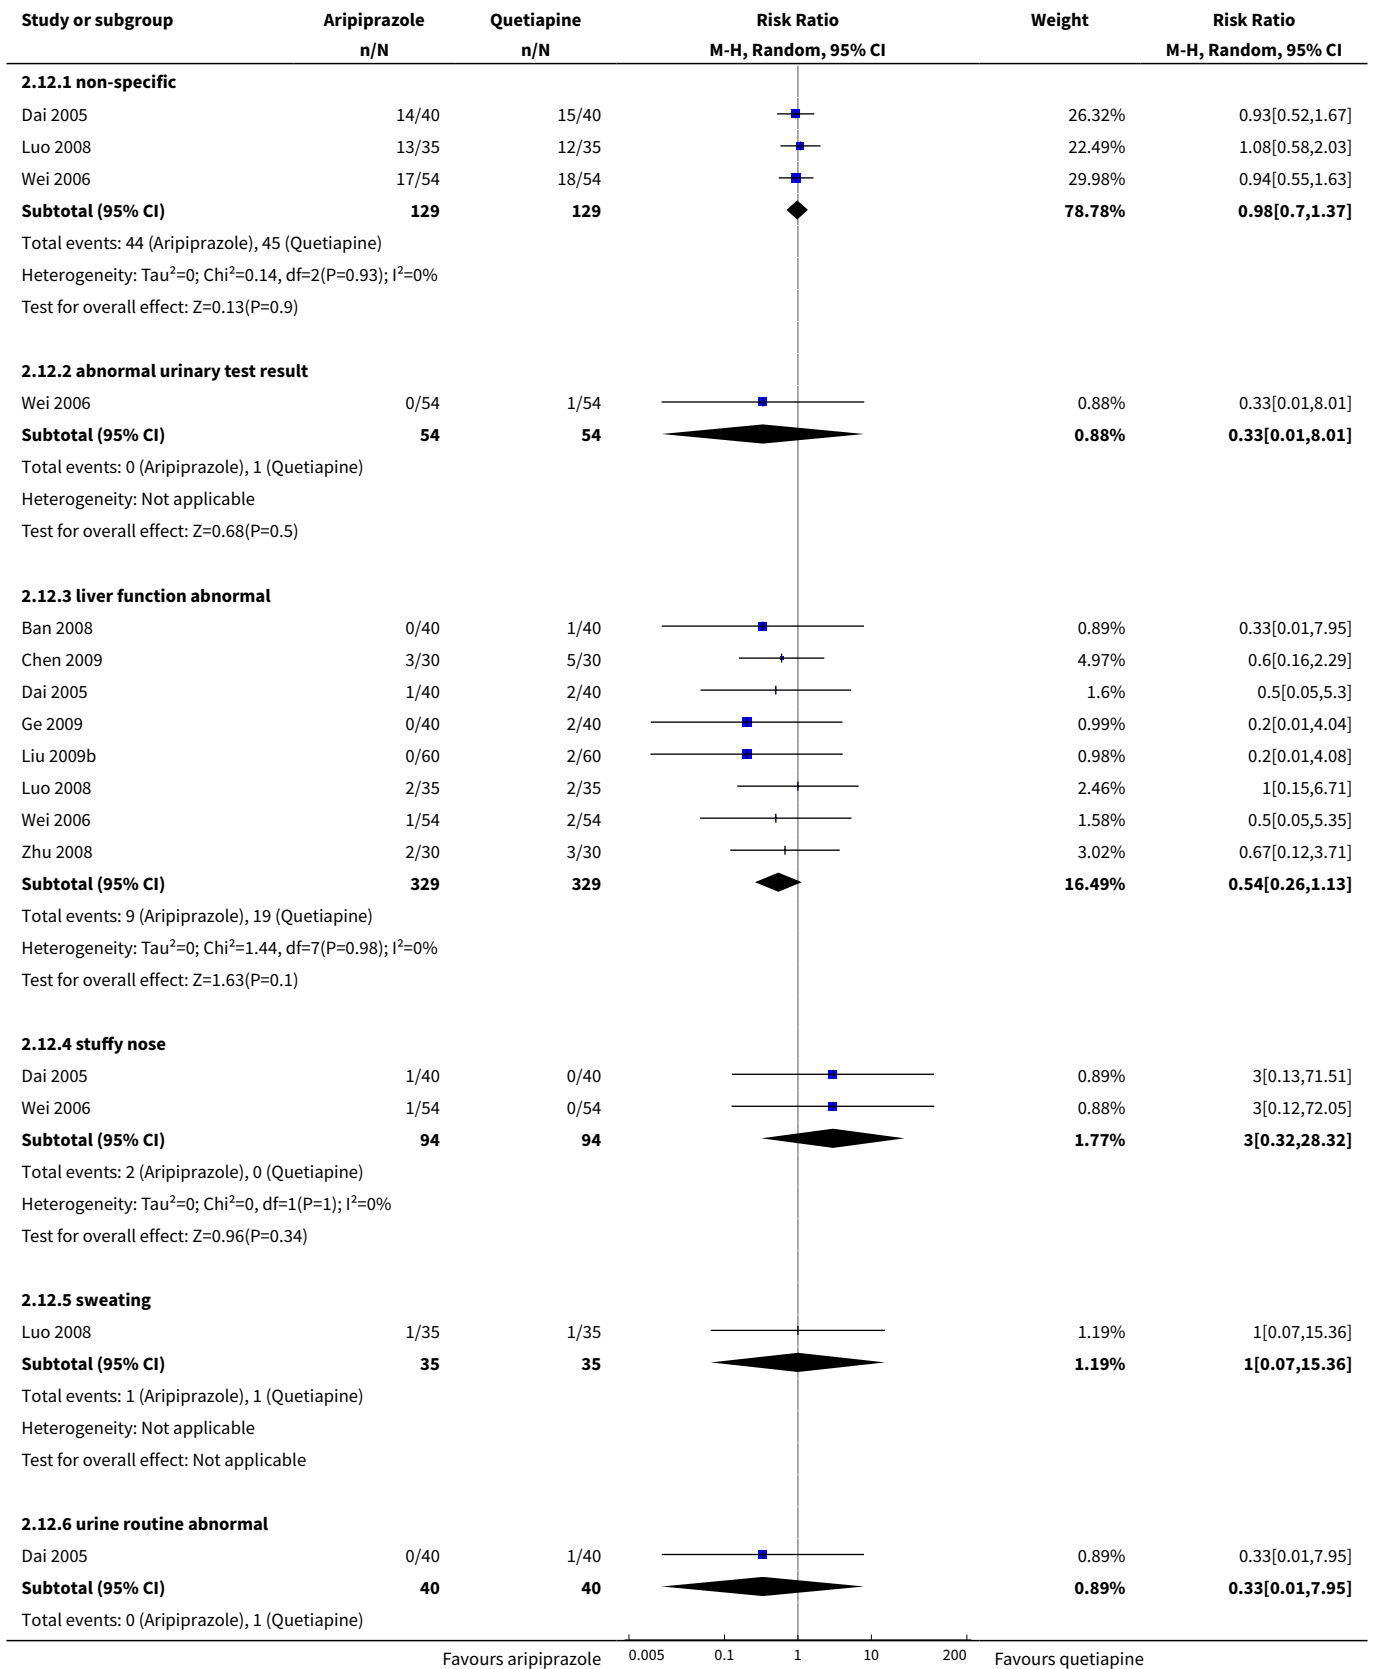 Study or subgroup Aripiprazole Quetiapine Risk Ratio Weight Risk Ratio
n/N n/N M-H, Random, 95% CI M-H, Random, 95% CI
2.12.1 non-specific
Dai 2005 14/40 15/40 26.32% 0.93[0.52,1.67]
Luo 2008 13/35 12/35 22.49% 1.08[0.58,2.03]
Wei 2006 17/54 18/54 29.98% 0.94[0.55,1.63]
Subtotal (95% CI) 129 129 78.78% 0.98[0.7,1.37]
Total events: 44 (Aripiprazole), 45 (Quetiapine)
Heterogeneity: Tau²=0; Chi²=0.14, df=2(P=0.93); I²=0%
Test for overall effect: Z=0.13(P=0.9)
2.12.2 abnormal urinary test result
Wei 2006 0/54 1/54 0.88% 0.33[0.01,8.01]
Subtotal (95% CI) 54 54 0.88% 0.33[0.01,8.01]
Total events: 0 (Aripiprazole), 1 (Quetiapine)
Heterogeneity: Not applicable
Test for overall effect: Z=0.68(P=0.5)
2.12.3 liver function abnormal
Ban 2008 0/40 1/40 0.89% 0.33[0.01,7.95]
Chen 2009 3/30 5/30 4.97% 0.6[0.16,2.29]
Dai 2005 1/40 2/40 1.6% 0.5[0.05,5.3]
Ge 2009 0/40 2/40 0.99% 0.2[0.01,4.04]
Liu 2009b 0/60 2/60 0.98% 0.2[0.01,4.08]
Luo 2008 2/35 2/35 2.46% 1[0.15,6.71]
Wei 2006 1/54 2/54 1.58% 0.5[0.05,5.35]
Zhu 2008 2/30 3/30 3.02% 0.67[0.12,3.71]
Subtotal (95% CI) 329 329 16.49% 0.54[0.26,1.13]
Total events: 9 (Aripiprazole), 19 (Quetiapine)
Heterogeneity: Tau²=0; Chi²=1.44, df=7(P=0.98); I²=0%
Test for overall effect: Z=1.63(P=0.1)
2.12.4 stuffy nose
Dai 2005 1/40 0/40 0.89% 3[0.13,71.51]
Wei 2006 1/54 0/54 0.88% 3[0.12,72.05]
Subtotal (95% CI) 94 94 1.77% 3[0.32,28.32]
Total events: 2 (Aripiprazole), 0 (Quetiapine)
Heterogeneity: Tau²=0; Chi²=0, df=1(P=1); I²=0%
Test for overall effect: Z=0.96(P=0.34)
2.12.5 sweating
Luo 2008 1/35 1/35 1.19% 1[0.07,15.36]
Subtotal (95% CI) 35 35 1.19% 1[0.07,15.36]
Total events: 1 (Aripiprazole), 1 (Quetiapine)
Heterogeneity: Not applicable
Test for overall effect: Not applicable
2.12.6 urine routine abnormal
Dai 2005 0/40 1/40 0.89% 0.33[0.01,7.95]
Subtotal (95% CI) 40 40 0.89% 0.33[0.01,7.95]
Total events: 0 (Aripiprazole), 1 (Quetiapine)
Favours aripiprazole 0.005 0.1 1 10 200 Favours quetiapine